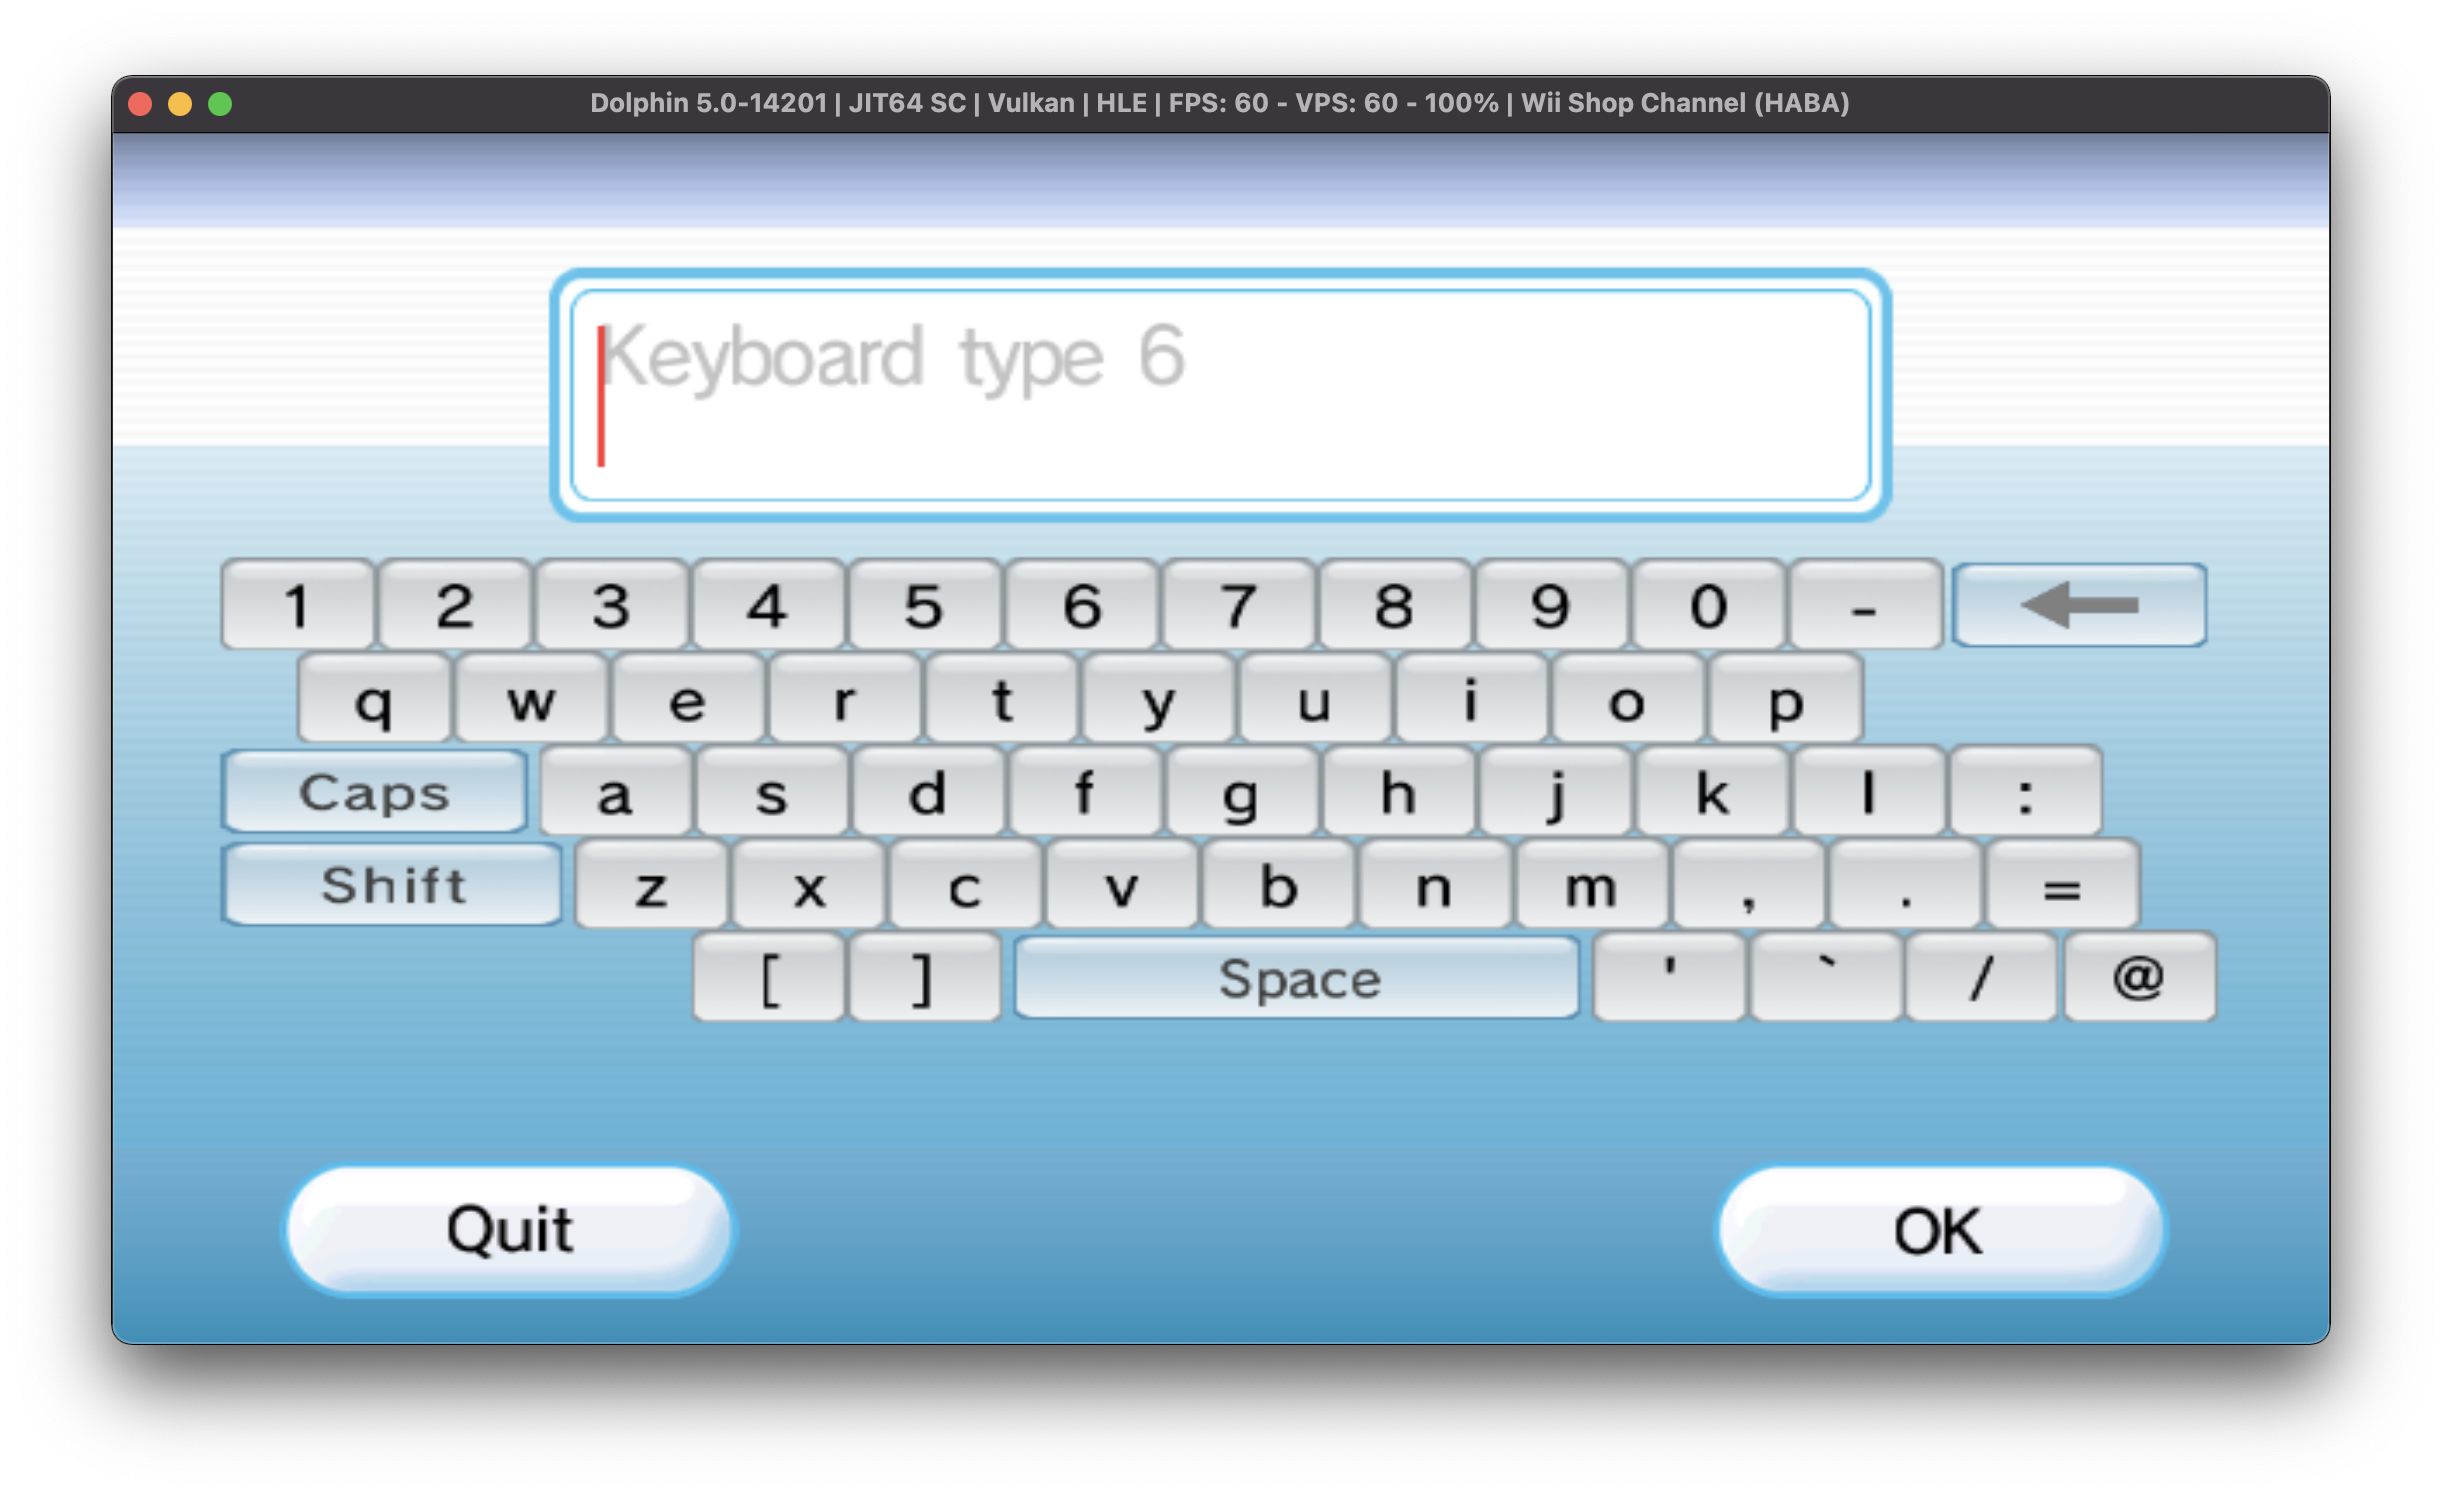 Dolphin 5.0-14201 | JIT64 SC | Vulkan | HLE | FPS: 60 - VPS: 60 - 100% | Wii Shop Channel (HABA)
Keyboard type 6
1 2 3 4 5 6 7 8 9 0 -
q w e r t y u i o p
Caps a s d f g h j k l :
Shift z x c v b n m , . =
[ ] Space ' ` / @
Quit OK